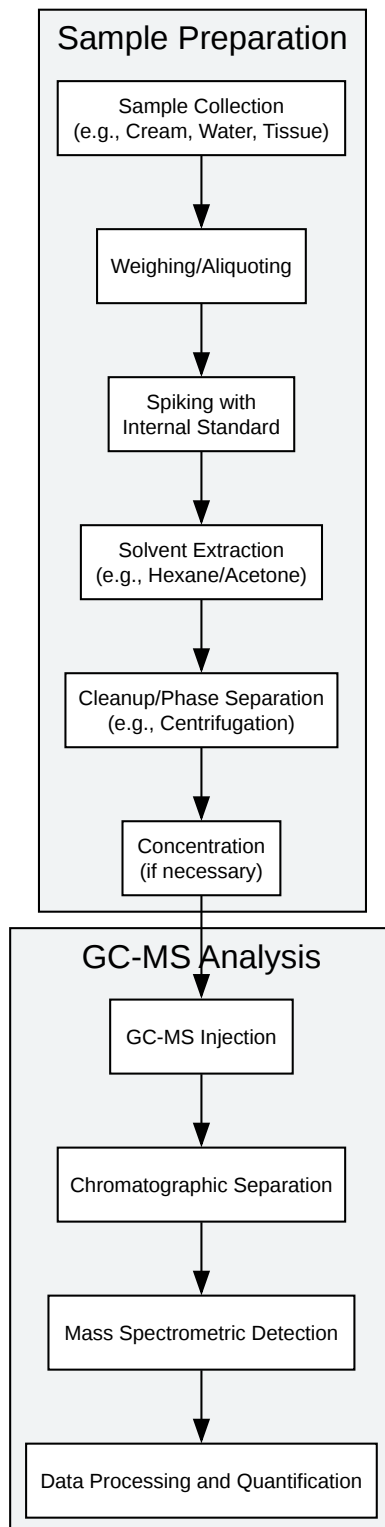 Sample Preparation
Sample Collection
(e.g., Cream, Water, Tissue)
Weighing/Aliquoting
Spiking with
Internal Standard
Solvent Extraction
(e.g., Hexane/Acetone)
Cleanup/Phase Separation
(e.g., Centrifugation)
Concentration
(if necessary)
GC-MS Analysis
GC-MS Injection
Chromatographic Separation
Mass Spectrometric Detection
Data Processing and Quantification